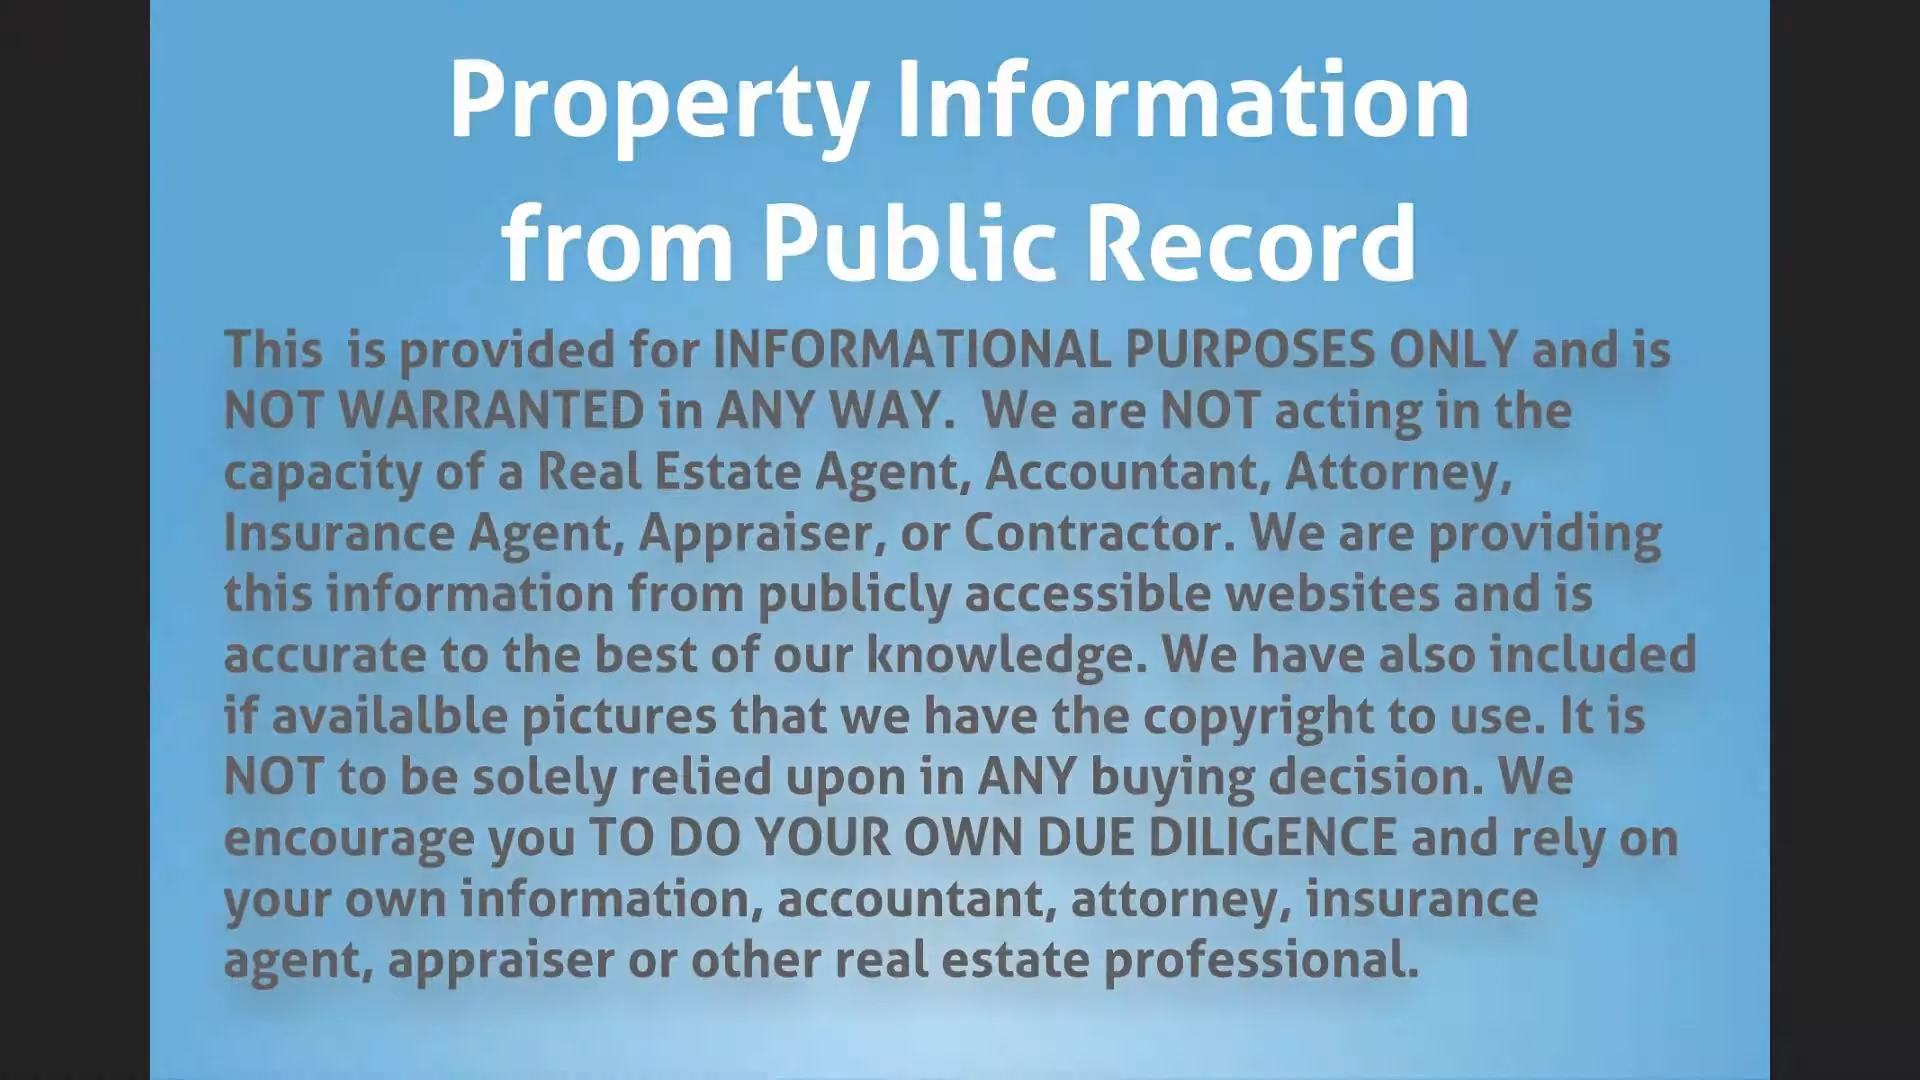 Property Information
from Public Record
This  is provided for INFORMATIONAL PURPOSES ONLY and is
NOT WARRANTED in ANY WAY.  We are NOT acting in the
capacity of a Real Estate Agent, Accountant, Attorney,
Insurance Agent, Appraiser, or Contractor. We are providing
this information from publicly accessible websites and is
accurate to the best of our knowledge. We have also included
if availalble pictures that we have the copyright to use. It is
NOT to be solely relied upon in ANY buying decision. We
encourage you TO DO YOUR OWN DUE DILIGENCE and rely on
your own information, accountant, attorney, insurance
agent, appraiser or other real estate professional.